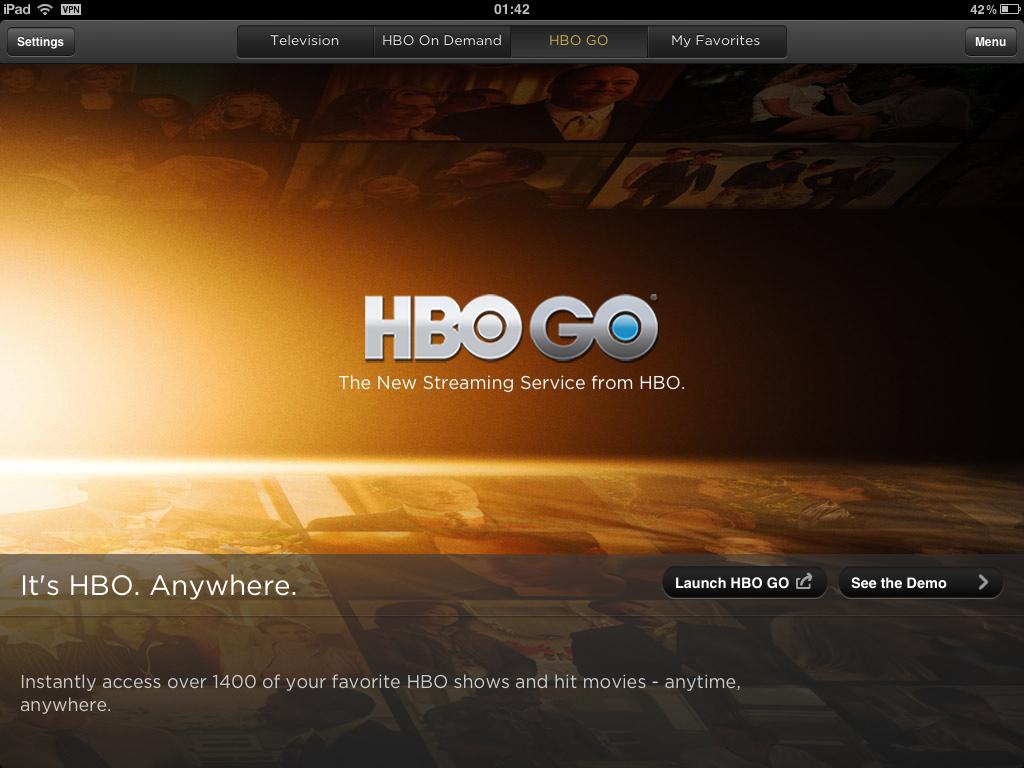 iPad VPN 01:42 42%
Settings Television HBO On Demand HBO GO My Favorites Menu
HBO GO
The New Streaming Service from HBO.
It's HBO. Anywhere. Launch HBO GO See the Demo
Instantly access over 1400 of your favorite HBO shows and hit movies - anytime,
anywhere.